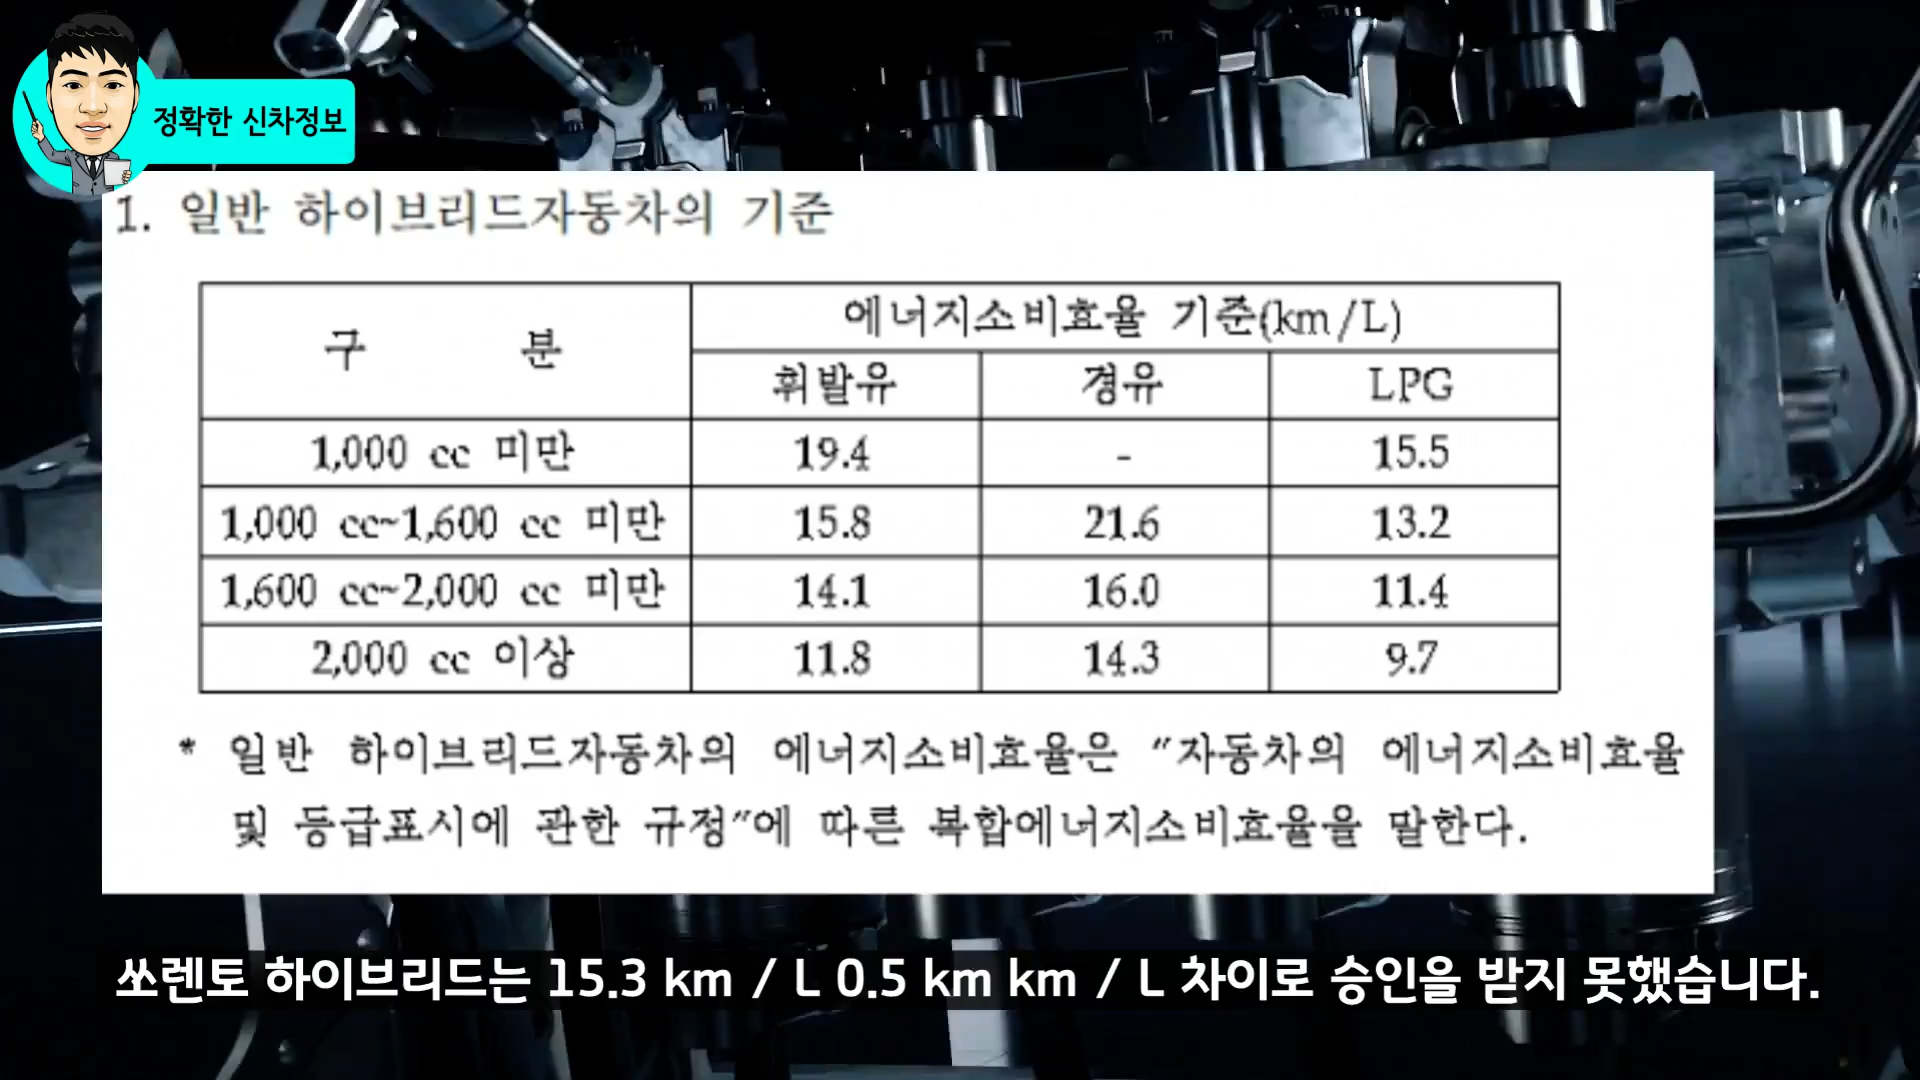 정확한 신차정보
1. 일반 하이브리드자동차의 기준
구 분
에너지소비효율 기준(km/L)
휘발유 경유 LPG
1,000 cc 미만 19.4 - 15.5
1,000 cc~1,600 cc 미만 15.8 21.6 13.2
1,600 cc~2,000 cc 미만 14.1 16.0 11.4
2,000 cc 이상 11.8 14.3 9.7
* 일반 하이브리드자동차의 에너지소비효율은 "자동차의 에너지소비효율
및 등급표시에 관한 규정"에 따른 복합에너지소비효율을 말한다.
쏘렌토 하이브리드는 15.3 km / L 0.5 km km / L 차이로 승인을 받지 못했습니다.